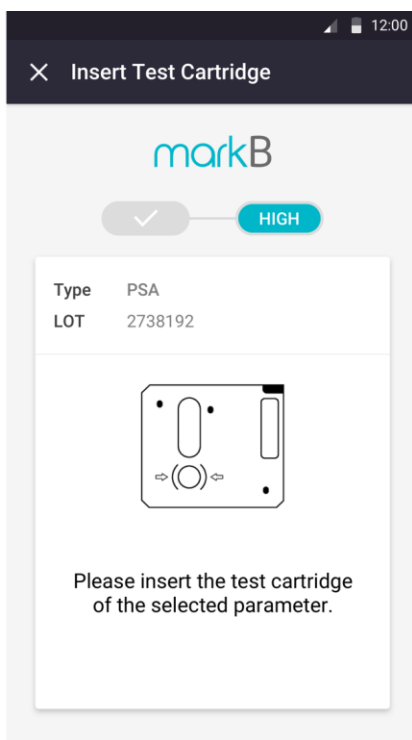 12:00
Insert Test Cartridge
markB
HIGH
Type PSA
LOT 2738192
Please insert the test cartridge
of the selected parameter.